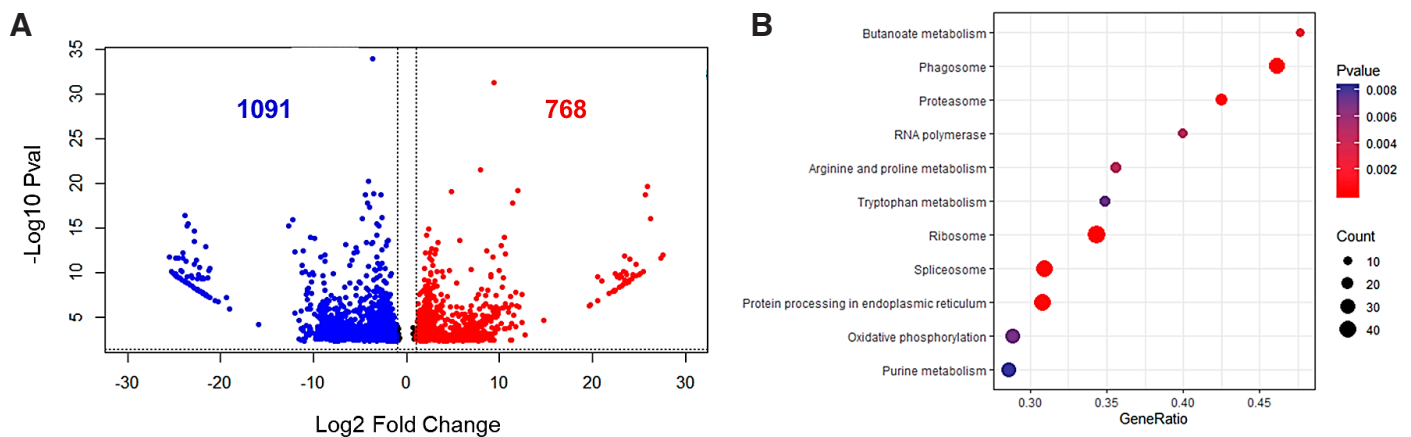 A
-Log10 Pval
35
30
25
20
15
10
5
1091
768
-30
-20
-10
0
10
20
30
Log2 Fold Change
B
Butanoate metabolism
Phagosome
Proteasome
RNA polymerase
Arginine and proline metabolism
Tryptophan metabolism
Ribosome
Spliceosome
Protein processing in endoplasmic reticulum
Oxidative phosphorylation
Purine metabolism
0.30
0.35
0.40
0.45
GeneRatio
Pvalue
0.008
0.006
0.004
0.002
Count
10
20
30
40